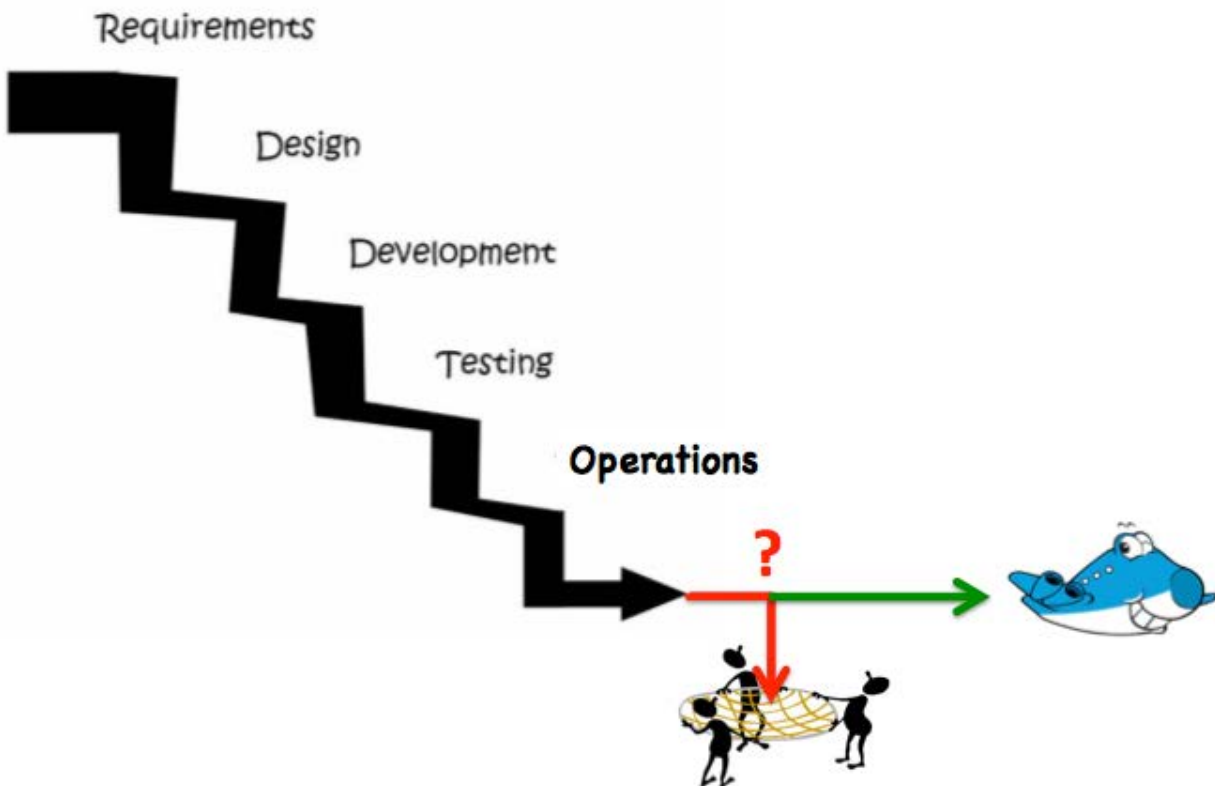 Requirements
Design
Development
Testing
Operations
?